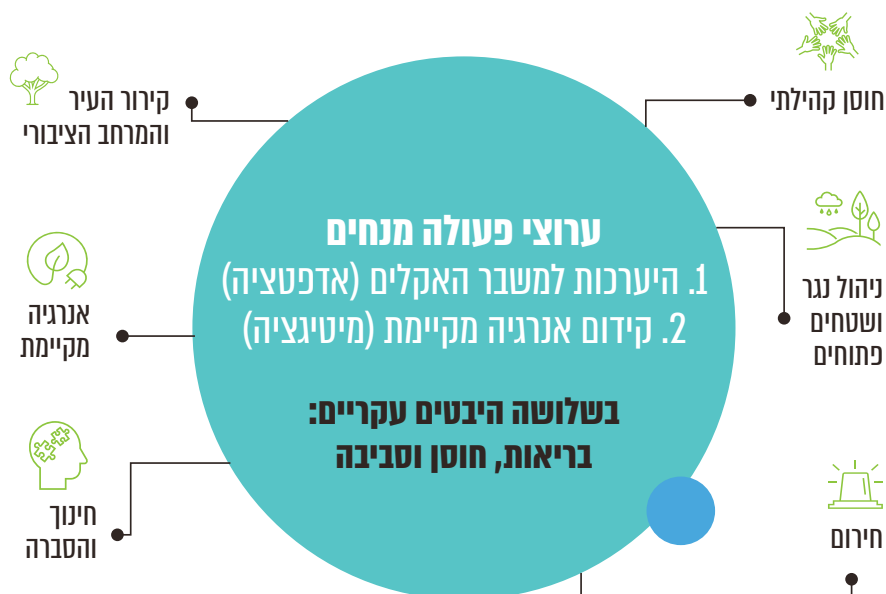 חוסן קהילתי
קירור העיר
והמרחב הציבורי
ערוצי פעולה מנחים
1. היערכות למשבר האקלים (אדפטציה)
2. קידום אנרגיה מקיימת (מיטיגציה)
בשלושה היבטים עקריים:
בריאות, חוסן וסביבה
ניהול נגר
ושטחים
פתוחים
אנרגיה
מקיימת
חירום
חינוך
והסברה